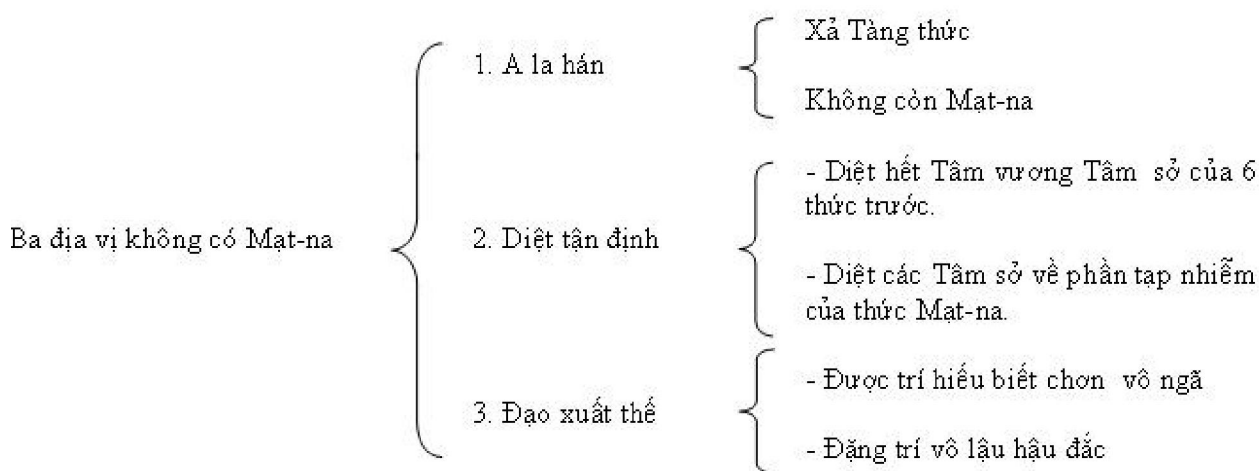 Ba địa vị không có Mạt-na
1. A la hán
Xả Tàng thức
Không còn Mạt-na
2. Diệt tận định
- Diệt hết Tâm vương Tâm sở của 6
thức trước.
- Diệt các Tâm sở về phần tạp nhiễm
của thức Mạt-na.
3. Đạo xuất thế
- Được trí hiếu biết chơn vô ngã
- Đặng trí vô lậu hậu đắc